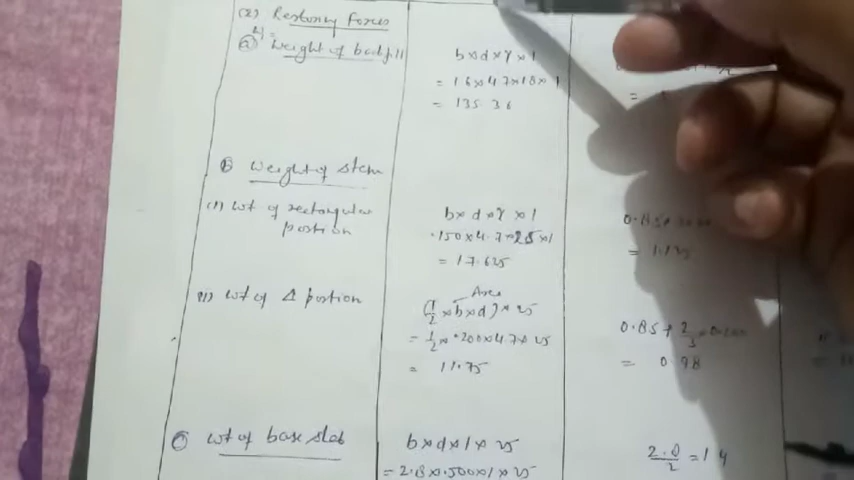 (2) Restoring Forces
(a) Weight of backfill
b×d×γ×1
= 1.6×4.7×18×1
= 135.36
(b) Weight of stem
(i) wt of rectangular
portion
b×d×γ×1
.150×4.7×25×1
= 17.625
= 1.125
(ii) wt of Δ portion
Area
(1/2 ×b×d)×25
= 1/2 × .200×4.7×25
= 11.75
0.85+ 2/3 ×0.200
= 0.98
(c) wt of base slab
b×d×1×25
= 2.8×.500×1×25
2.8/2 = 1.4